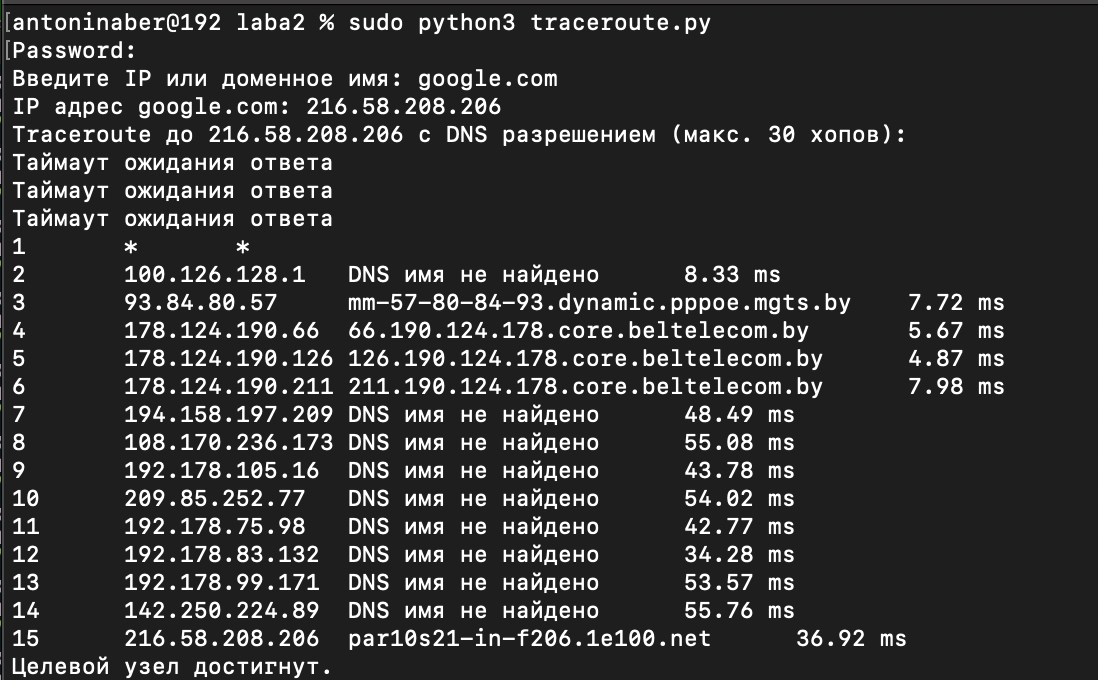 [antoninaber@192 laba2 % sudo python3 traceroute.py
[Password:
Введите IP или доменное имя: google.com
IP адрес google.com: 216.58.208.206
Traceroute до 216.58.208.206 с DNS разрешением (макс. 30 хопов):
Таймаут ожидания ответа
Таймаут ожидания ответа
Таймаут ожидания ответа
1 * *
2 100.126.128.1 DNS имя не найдено 8.33 ms
3 93.84.80.57 mm-57-80-84-93.dynamic.pppoe.mgts.by 7.72 ms
4 178.124.190.66 66.190.124.178.core.beltelecom.by 5.67 ms
5 178.124.190.126 126.190.124.178.core.beltelecom.by 4.87 ms
6 178.124.190.211 211.190.124.178.core.beltelecom.by 7.98 ms
7 194.158.197.209 DNS имя не найдено 48.49 ms
8 108.170.236.173 DNS имя не найдено 55.08 ms
9 192.178.105.16 DNS имя не найдено 43.78 ms
10 209.85.252.77 DNS имя не найдено 54.02 ms
11 192.178.75.98 DNS имя не найдено 42.77 ms
12 192.178.83.132 DNS имя не найдено 34.28 ms
13 192.178.99.171 DNS имя не найдено 53.57 ms
14 142.250.224.89 DNS имя не найдено 55.76 ms
15 216.58.208.206 par10s21-in-f206.1e100.net 36.92 ms
Целевой узел достигнут.